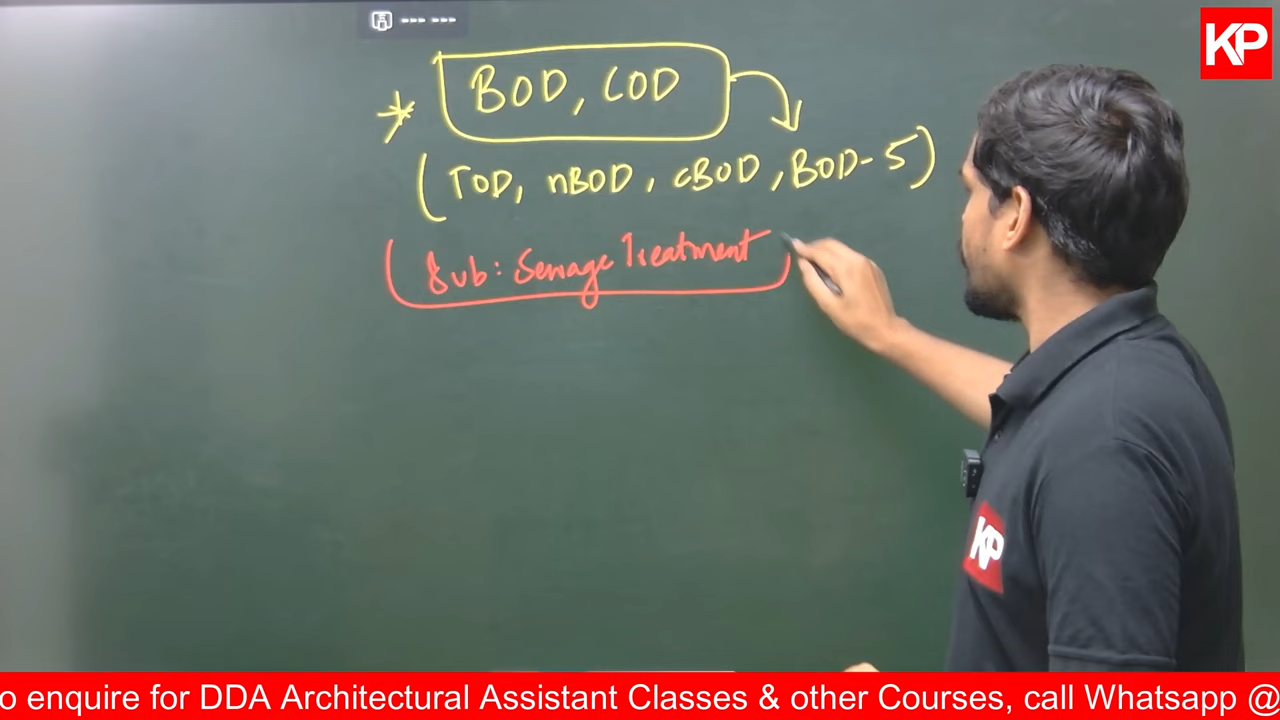 KP
* BOD, COD
(TOD, nBOD, cBOD, BOD-5)
(Sub: Sewage Treatment)
KP
o enquire for DDA Architectural Assistant Classes & other Courses, call Whatsapp @